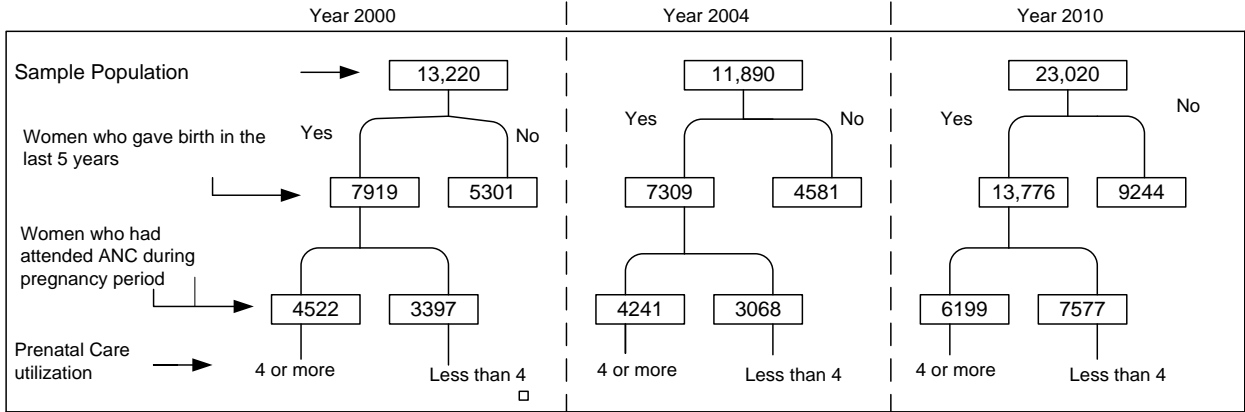 Year 2000 Year 2004 Year 2010
Sample Population 13,220 11,890 23,020
Yes No Yes No Yes No
Women who gave birth in the
last 5 years
7919 5301 7309 4581 13,776 9244
Women who had
attended ANC during
pregnancy period
4522 3397 4241 3068 6199 7577
Prenatal Care
utilization
4 or more Less than 4 4 or more Less than 4 4 or more Less than 4